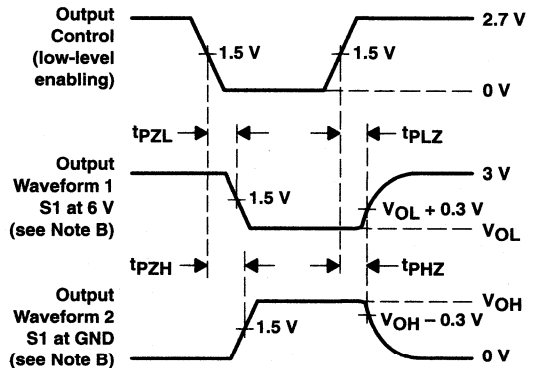 Output
Control
(low-level
enabling)
2.7 V
1.5 V
1.5 V
0 V
tPZL
tPLZ
Output
Waveform 1
S1 at 6 V
(see Note B)
3 V
1.5 V
VOL + 0.3 V
VOL
tPZH
tPHZ
Output
Waveform 2
S1 at GND
(see Note B)
VOH
1.5 V
VOH – 0.3 V
0 V